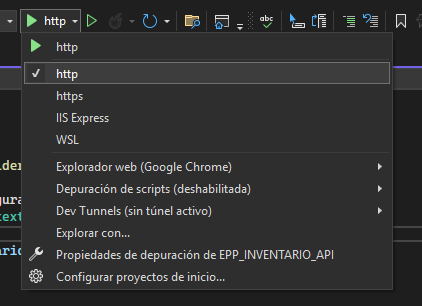 http
abc
http
http
https
IIS Express
WSL
Explorador web (Google Chrome)
Depuración de scripts (deshabilitada)
Dev Tunnels (sin túnel activo)
Explorar con...
Propiedades de depuración de EPP_INVENTARIO_API
Configurar proyectos de inicio...